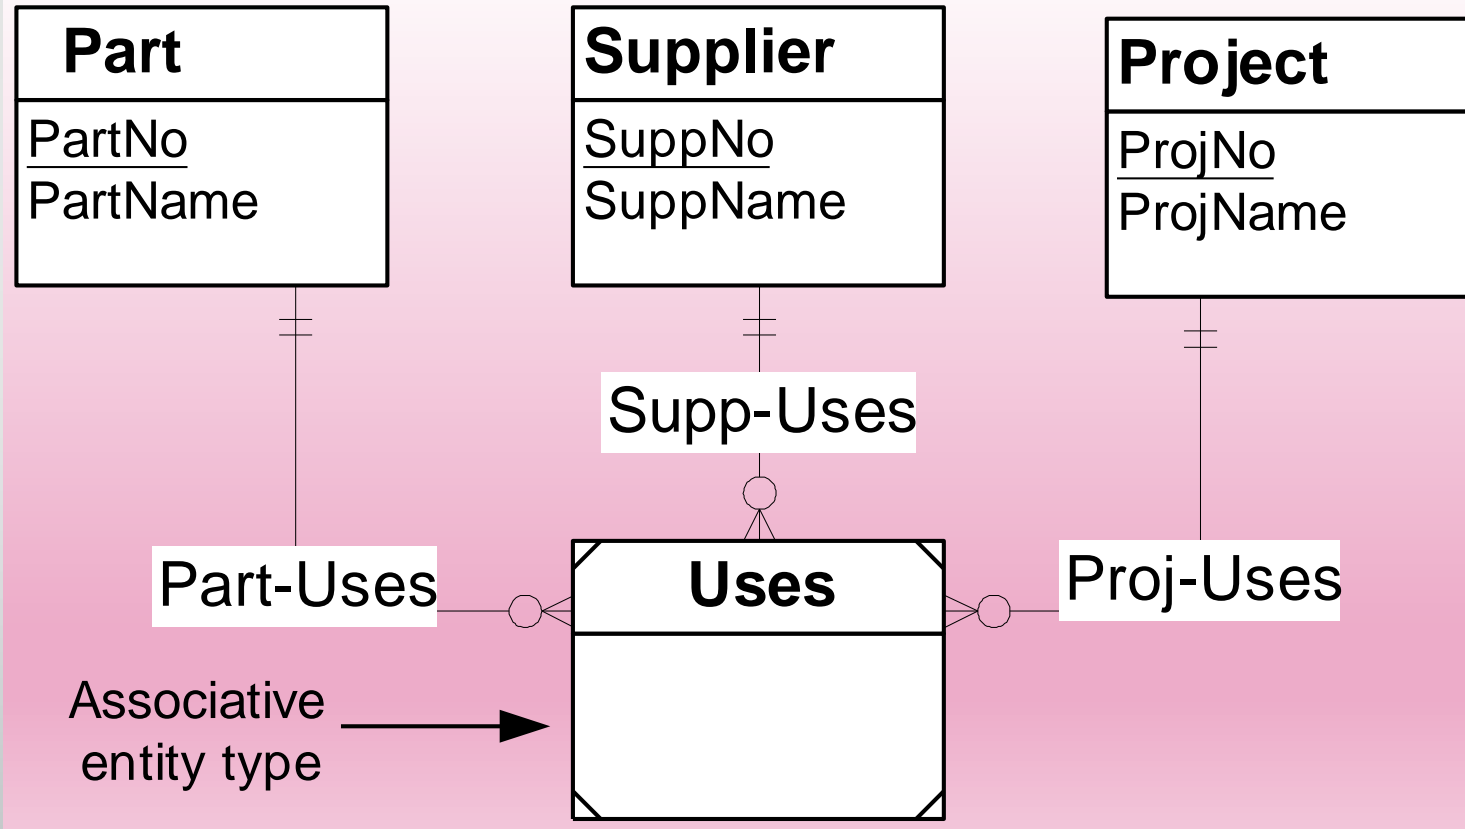 Part
PartNo
PartName
Supplier
SuppNo
SuppName
Project
ProjNo
ProjName
Supp-Uses
Part-Uses
Uses
Proj-Uses
Associative
entity type